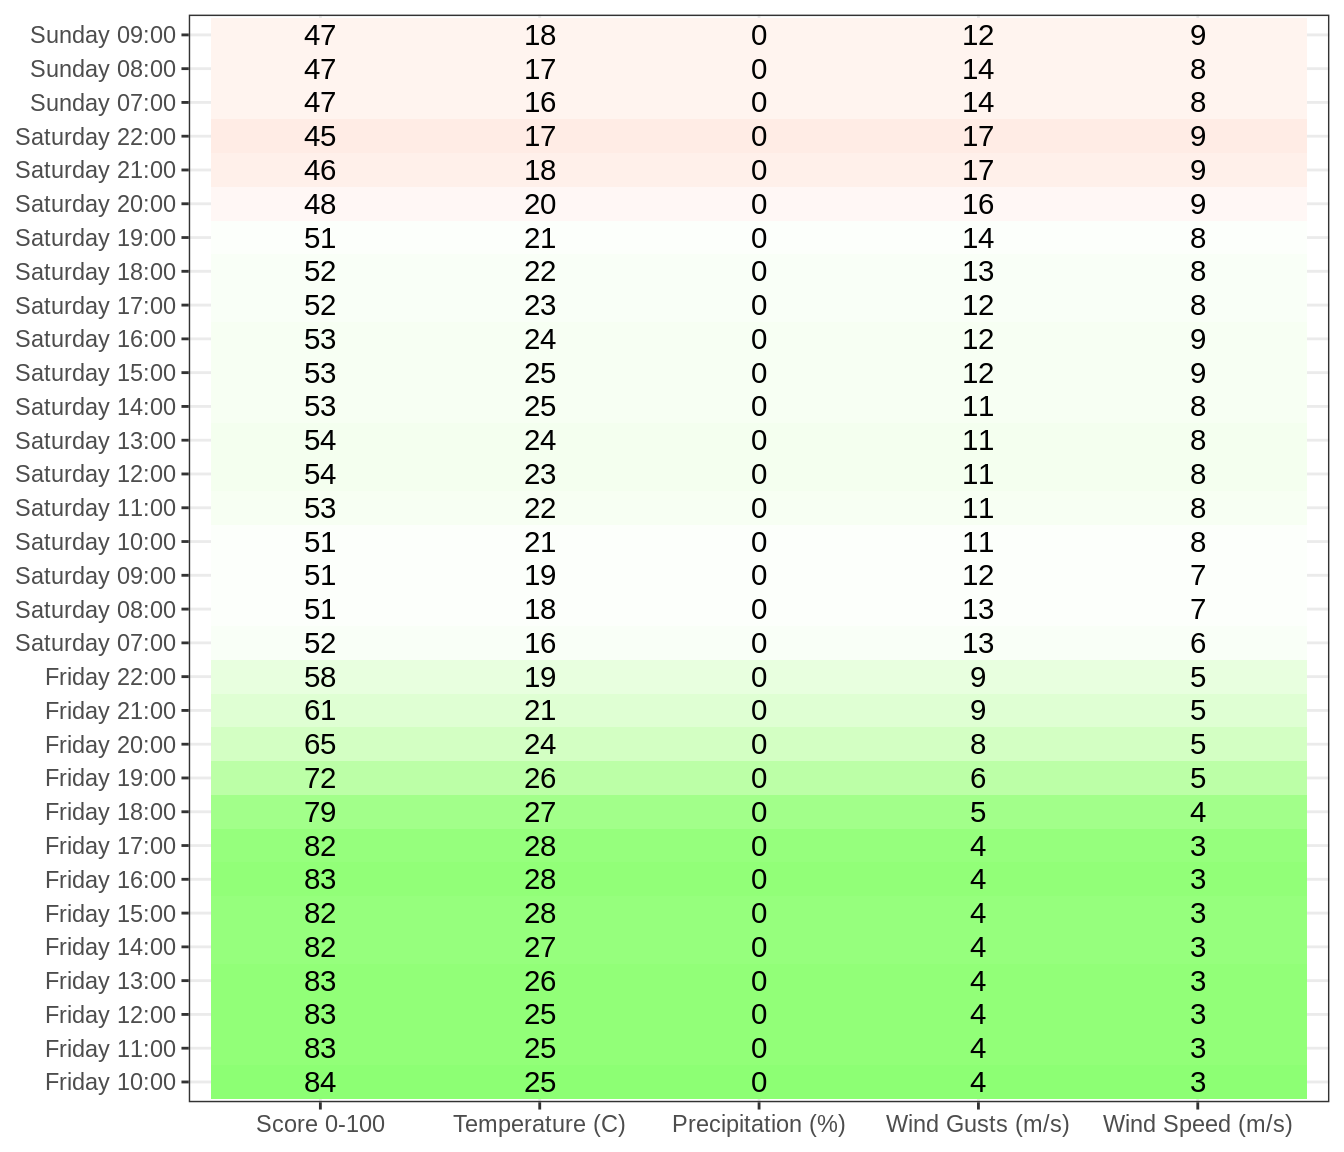 Sunday 09:00 47 18 0 12 9
Sunday 08:00 47 17 0 14 8
Sunday 07:00 47 16 0 14 8
Saturday 22:00 45 17 0 17 9
Saturday 21:00 46 18 0 17 9
Saturday 20:00 48 20 0 16 9
Saturday 19:00 51 21 0 14 8
Saturday 18:00 52 22 0 13 8
Saturday 17:00 52 23 0 12 8
Saturday 16:00 53 24 0 12 9
Saturday 15:00 53 25 0 12 9
Saturday 14:00 53 25 0 11 8
Saturday 13:00 54 24 0 11 8
Saturday 12:00 54 23 0 11 8
Saturday 11:00 53 22 0 11 8
Saturday 10:00 51 21 0 11 8
Saturday 09:00 51 19 0 12 7
Saturday 08:00 51 18 0 13 7
Saturday 07:00 52 16 0 13 6
Friday 22:00 58 19 0 9 5
Friday 21:00 61 21 0 9 5
Friday 20:00 65 24 0 8 5
Friday 19:00 72 26 0 6 5
Friday 18:00 79 27 0 5 4
Friday 17:00 82 28 0 4 3
Friday 16:00 83 28 0 4 3
Friday 15:00 82 28 0 4 3
Friday 14:00 82 27 0 4 3
Friday 13:00 83 26 0 4 3
Friday 12:00 83 25 0 4 3
Friday 11:00 83 25 0 4 3
Friday 10:00 84 25 0 4 3
Score 0-100 Temperature (C) Precipitation (%) Wind Gusts (m/s) Wind Speed (m/s)